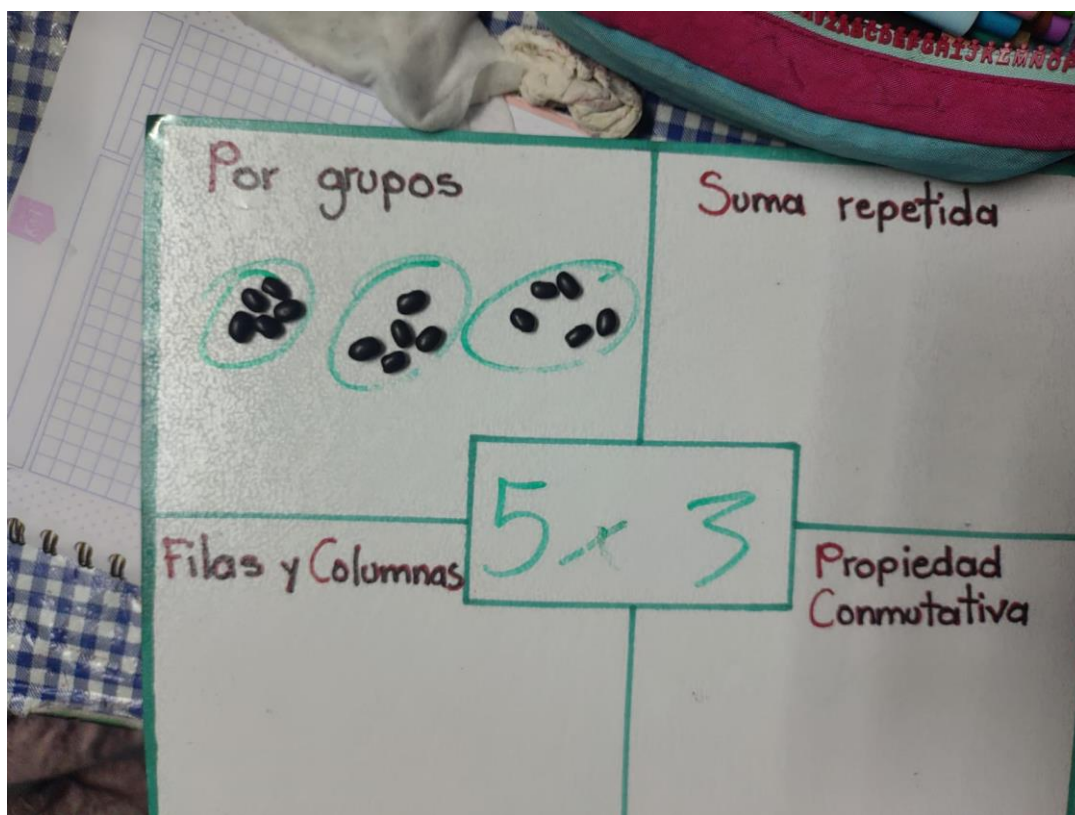 Por grupos
Suma repetida
5 x 3
Filas y Columnas
Propiedad
Conmutativa